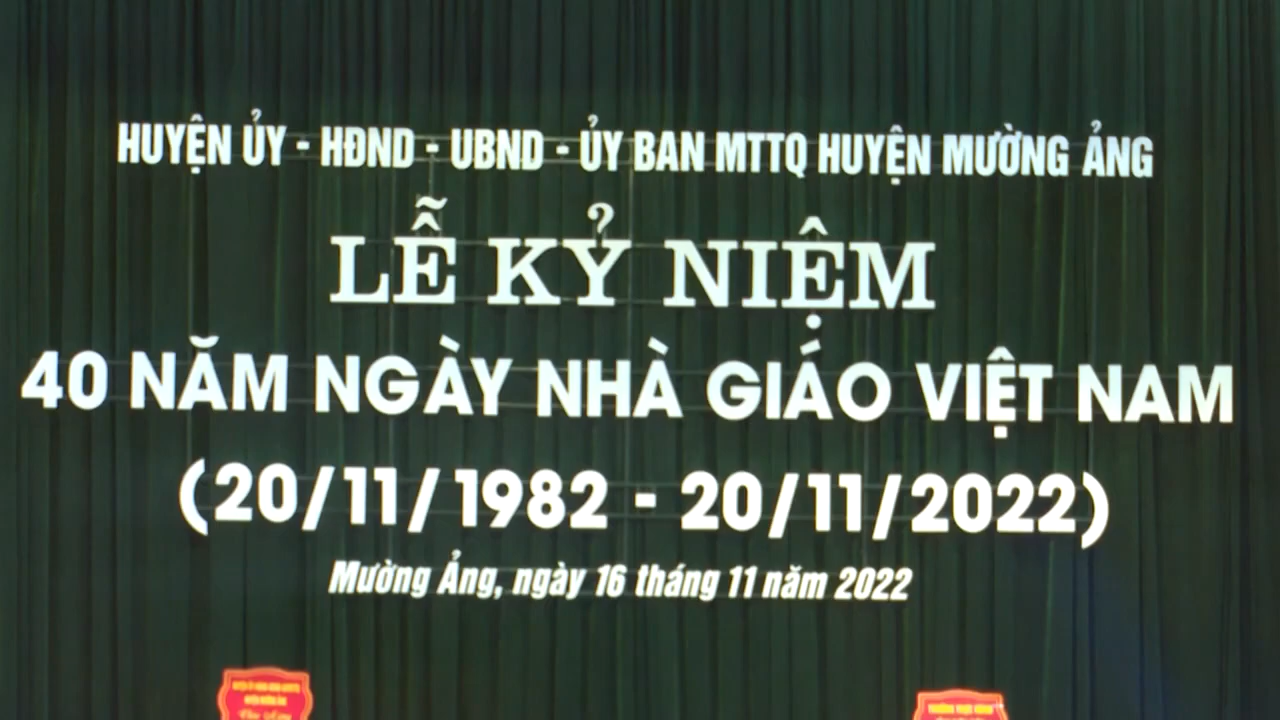 HUYỆN ỦY - HĐND - UBND - ỦY BAN MTTQ HUYỆN MƯỜNG ẢNG
LỄ KỶ NIỆM
40 NĂM NGÀY NHÀ GIÁO VIỆT NAM
(20/11/1982 - 20/11/2022)
Mường Ảng, ngày 16 tháng 11 năm 2022